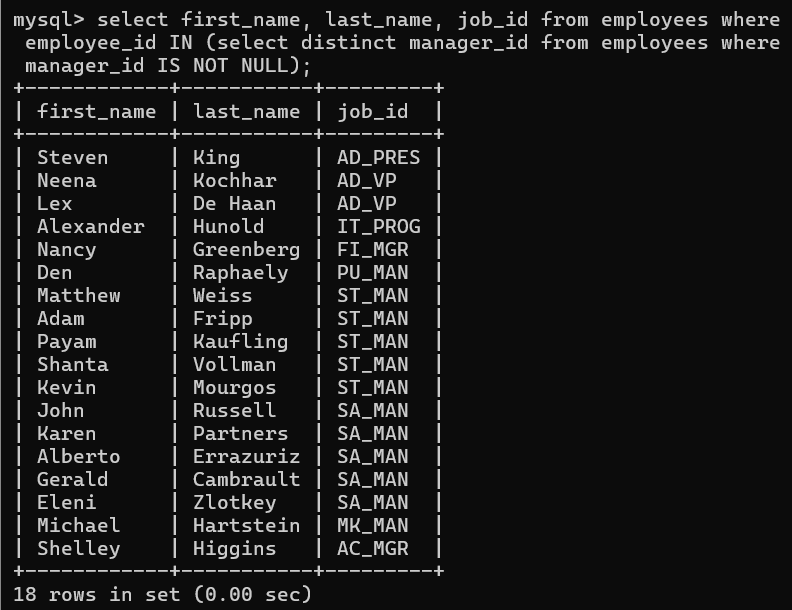 mysql> select first_name, last_name, job_id from employees where
 employee_id IN (select distinct manager_id from employees where
 manager_id IS NOT NULL);
+------------+------------+---------+
| first_name | last_name  | job_id  |
+------------+------------+---------+
| Steven     | King       | AD_PRES |
| Neena      | Kochhar    | AD_VP   |
| Lex        | De Haan    | AD_VP   |
| Alexander  | Hunold     | IT_PROG |
| Nancy      | Greenberg  | FI_MGR  |
| Den        | Raphaely   | PU_MAN  |
| Matthew    | Weiss      | ST_MAN  |
| Adam       | Fripp      | ST_MAN  |
| Payam      | Kaufling   | ST_MAN  |
| Shanta     | Vollman    | ST_MAN  |
| Kevin      | Mourgos    | ST_MAN  |
| John       | Russell    | SA_MAN  |
| Karen      | Partners   | SA_MAN  |
| Alberto    | Errazuriz  | SA_MAN  |
| Gerald     | Cambrault  | SA_MAN  |
| Eleni      | Zlotkey    | SA_MAN  |
| Michael    | Hartstein  | MK_MAN  |
| Shelley    | Higgins    | AC_MGR  |
+------------+------------+---------+
18 rows in set (0.00 sec)